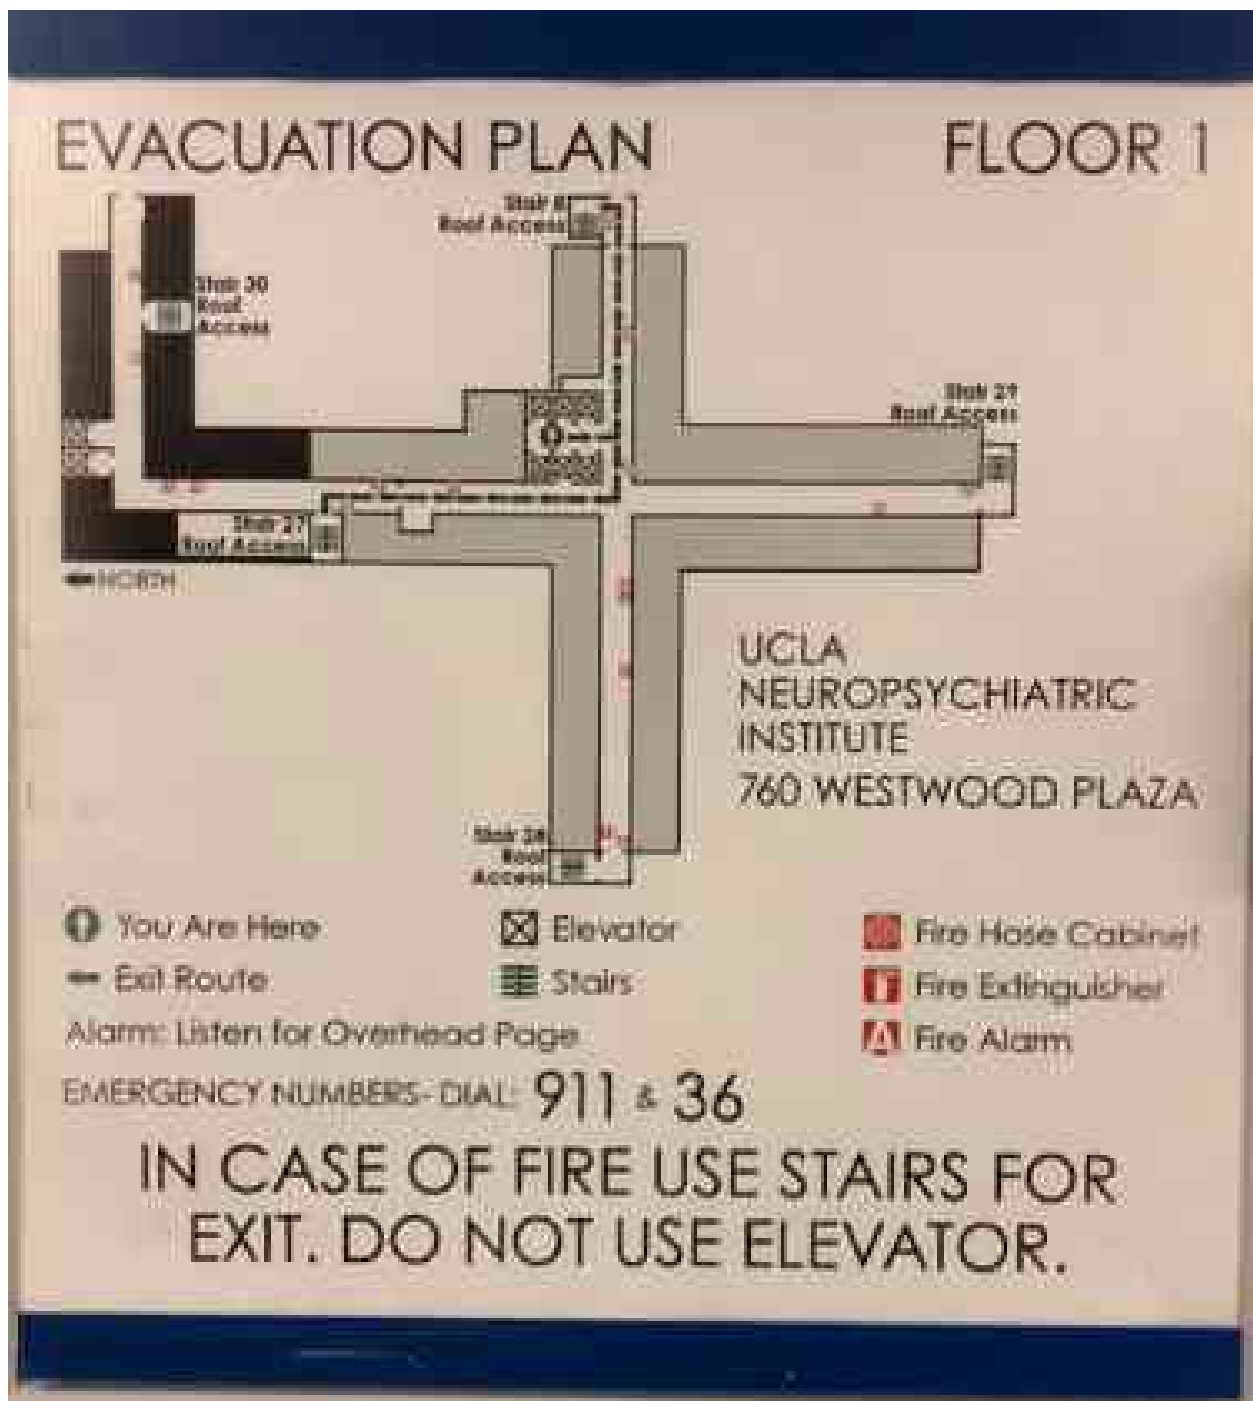 EVACUATION PLAN
FLOOR 1
Stair 8
Roof Access
Stair 30
Roof
Access
Stair 29
Roof Access
Stair 27
Roof Access
NORTH
UCLA
NEUROPSYCHIATRIC
INSTITUTE
760 WESTWOOD PLAZA
Stair 28
Roof
Access
You Are Here
Elevator
Fire Hose Cabinet
Exit Route
Stairs
Fire Extinguisher
Alarm: Listen for Overhead Page
A Fire Alarm
EMERGENCY NUMBERS- DIAL: 911 & 36
IN CASE OF FIRE USE STAIRS FOR
EXIT. DO NOT USE ELEVATOR.